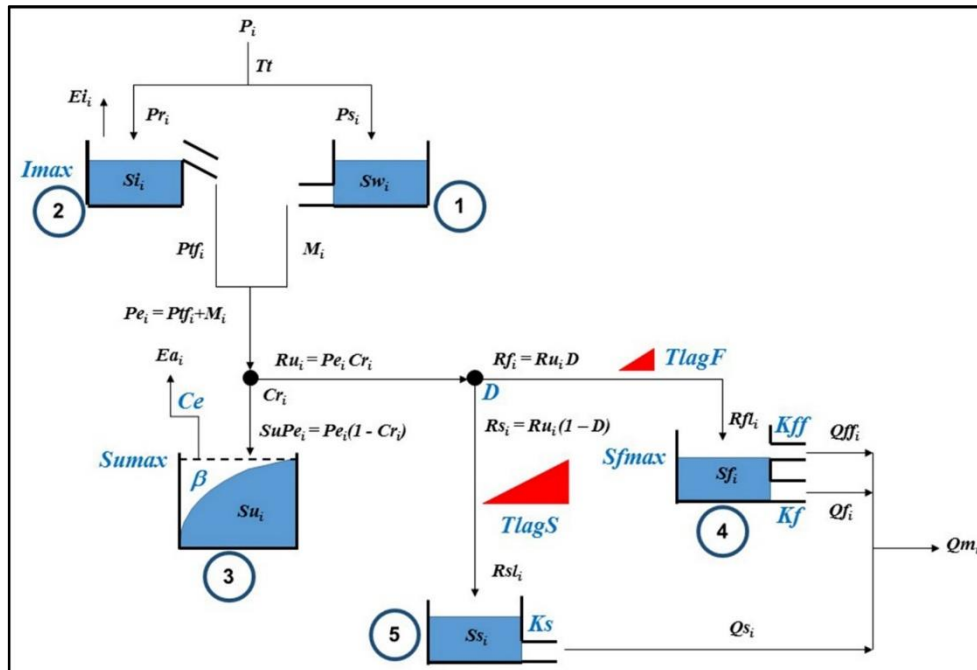 P_i
Tt
Ei_i
Pr_i
Ps_i
Imax
Si_i
Sw_i
2
1
Ptf_i
M_i
Pe_i = Ptf_i+M_i
Ea_i
Ru_i = Pe_i Cr_i
Rf_i = Ru_i D
TlagF
Ce
Cr_i
D
SuPe_i = Pe_i(1 - Cr_i)
Rs_i = Ru_i(1 – D)
Rfl_i
Kff
Qff_i
Sumax
β
Su_i
Sfmax
Sf_i
Kf
Qf_i
TlagS
4
3
Qm_i
Rsl_i
5
Ss_i
Ks
Qs_i